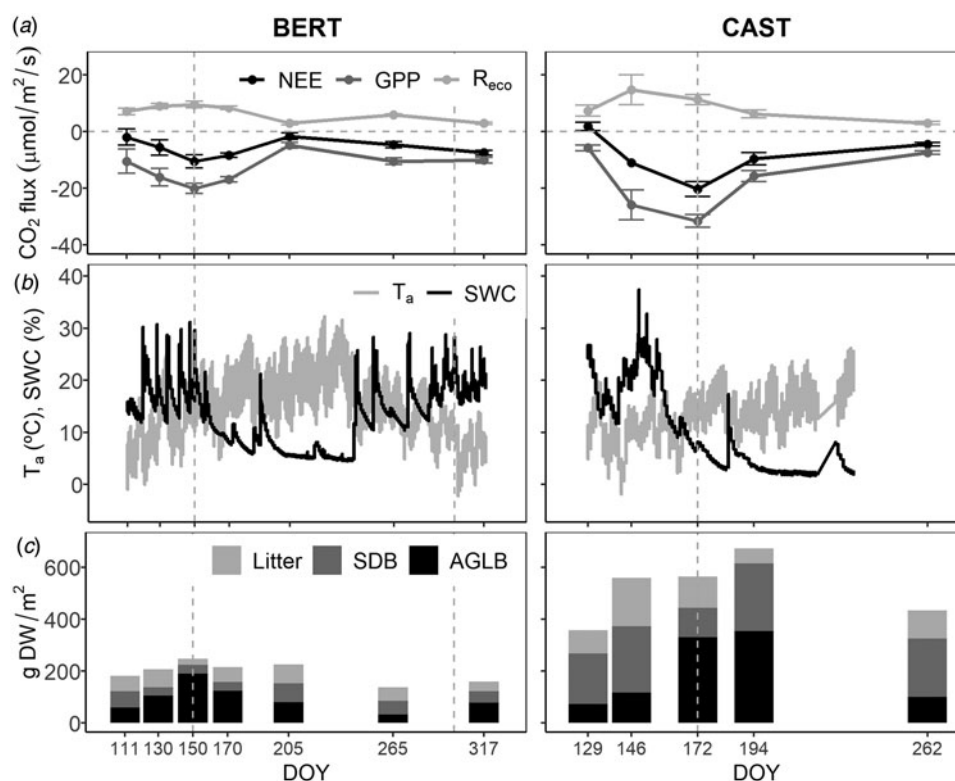 (a)
BERT
CAST
CO₂ flux (μmol/m²/s)
20
0
-20
-40
NEE GPP Reco
(b)
Ta (ºC), SWC (%)
40
30
20
10
0
Ta SWC
(c)
g DW/m²
600
400
200
0
Litter SDB AGLB
111 130 150 170 205 265 317
129 146 172 194 262
DOY
DOY